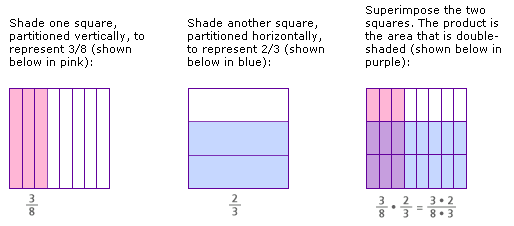 Shade one square,
partitioned vertically, to
represent 3/8 (shown
below in pink):
Shade another square,
partitioned horizontally,
to represent 2/3 (shown
below in blue):
Superimpose the two
squares. The product is
the area that is double-
shaded (shown below in
purple):
3/8
2/3
3/8 • 2/3 = 3 • 2/8 • 3